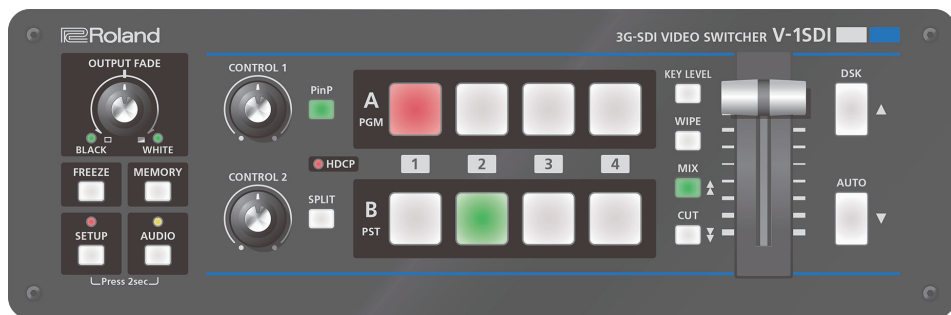 Roland
3G-SDI VIDEO SWITCHER V-1SDI
OUTPUT FADE
BLACK
WHITE
FREEZE
MEMORY
SETUP
AUDIO
Press 2sec.
CONTROL 1
PinP
HDCP
CONTROL 2
SPLIT
A
PGM
1
2
3
4
B
PST
KEY LEVEL
WIPE
MIX
CUT
DSK
AUTO